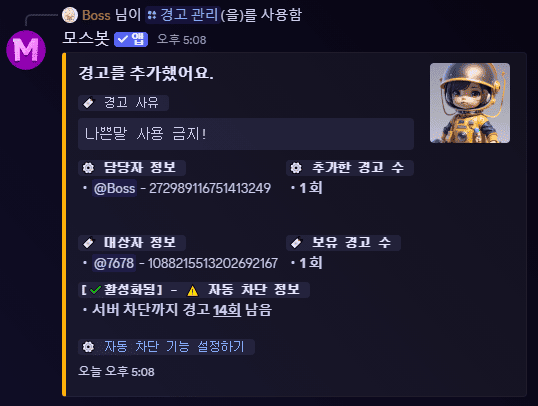 Boss 님이 경고 관리(을)를 사용함
M
모스봇 ✓ 앱 오후 5:08
경고를 추가했어요.
경고 사유
나쁜말 사용 금지!
담당자 정보 추가한 경고 수
• @Boss - 272989116751413249 • 1 회
대상자 정보 보유 경고 수
• @7678 - 1088215513202692167 • 1 회
[ ✓활성화됨] - ⚠ 자동 차단 정보
• 서버 차단까지 경고 14회 남음
자동 차단 기능 설정하기
오늘 오후 5:08